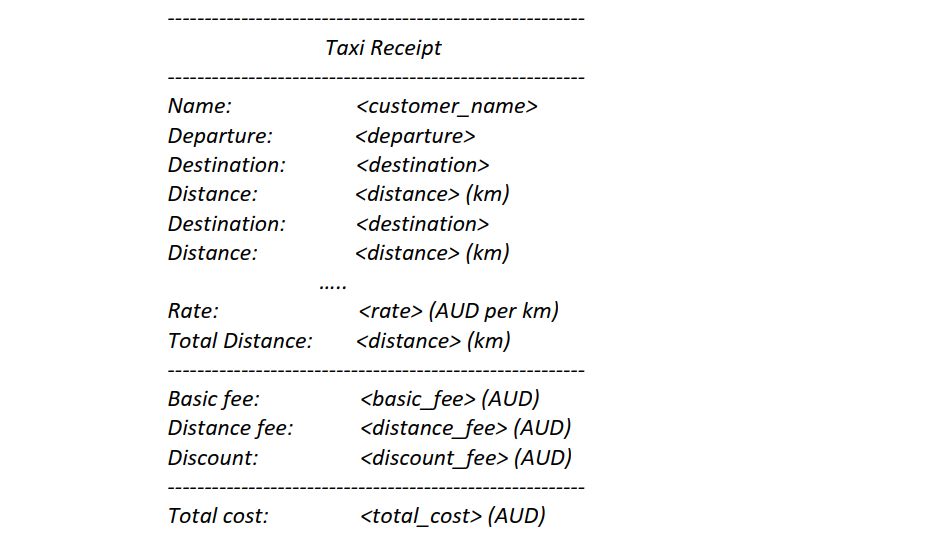 ---------------------------------------------------------
Taxi Receipt
---------------------------------------------------------
Name: <customer_name>
Departure: <departure>
Destination: <destination>
Distance: <distance> (km)
Destination: <destination>
Distance: <distance> (km)
.....
Rate: <rate> (AUD per km)
Total Distance: <distance> (km)
---------------------------------------------------------
Basic fee: <basic_fee> (AUD)
Distance fee: <distance_fee> (AUD)
Discount: <discount_fee> (AUD)
---------------------------------------------------------
Total cost: <total_cost> (AUD)